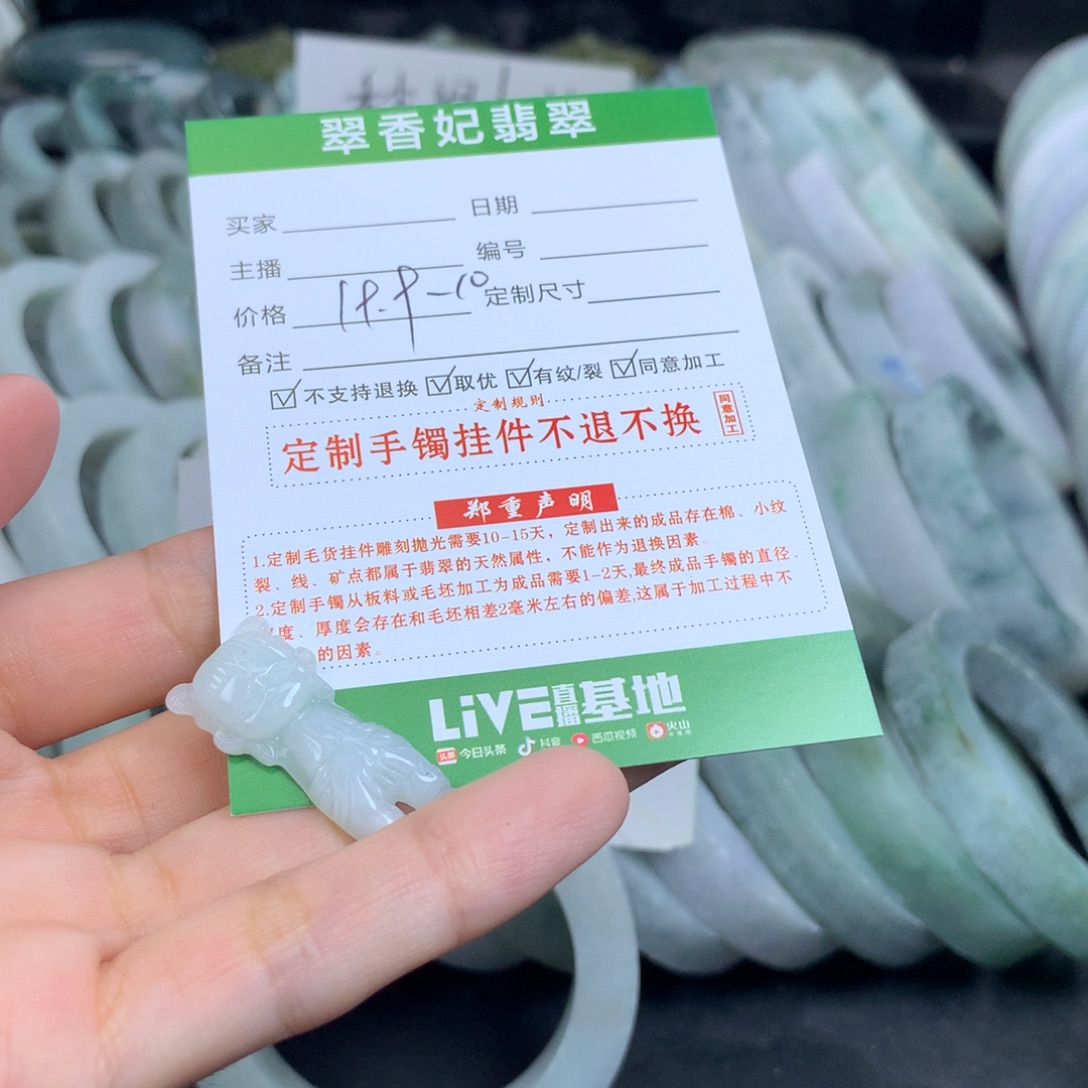 翠香妃翡翠
买家 日期
主播 编号
价格 18.8-10 定制尺寸
备注
不支持退换 取优 有纹/裂 同意加工
定制规则
定制手镯挂件不退不换 同意加工
郑重声明
1.定制毛货挂件雕刻抛光需要10-15天，定制出来的成品存在棉、小纹
裂、线、矿点都属于翡翠的天然属性，不能作为退换因素。
2.定制手镯从板料或毛坯加工为成品需要1-2天,最终成品手镯的直径、
度、厚度会存在和毛坯相差2毫米左右的偏差,这属于加工过程中不
的因素。
LiVE直播基地
头条 今日头条 抖音 西瓜视频 火山